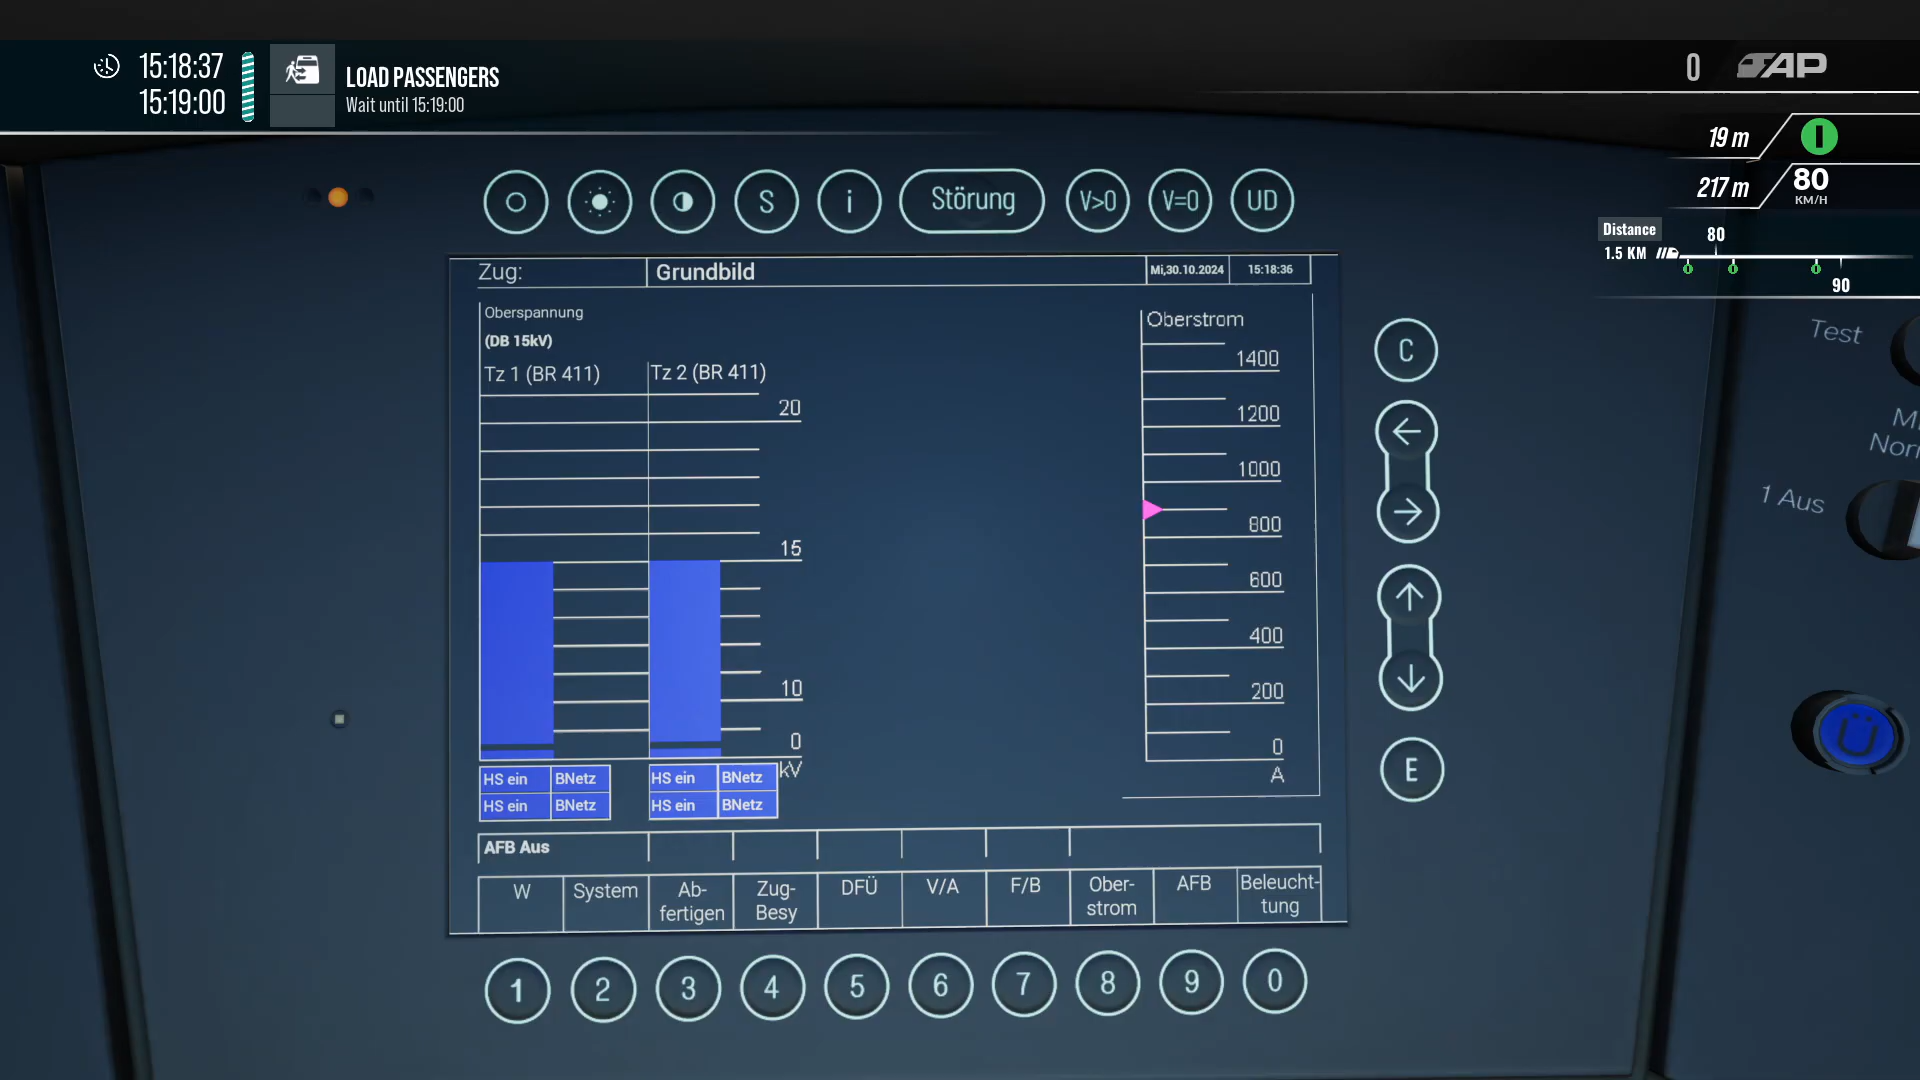 15:18:37
15:19:00
LOAD PASSENGERS
Wait until 15:19:00
0 AP
19 m
217 m 80
KM/H
Distance 80
1.5 KM
90
S i Störung V>0 V=0 UD
Zug: Grundbild Mi,30.10.2024 15:18:36
Oberspannung
(DB 15kV)
Tz 1 (BR 411) Tz 2 (BR 411)
20
15
10
0
kV
HS ein BNetz HS ein BNetz
HS ein BNetz HS ein BNetz
Oberstrom
1400
1200
1000
800
600
400
200
0
A
AFB Aus
W System Ab-
fertigen Zug-
Besy DFÜ V/A F/B Ober-
strom AFB Beleucht-
tung
1 2 3 4 5 6 7 8 9 0
C
E
Test
Nor
1 Aus
Ü